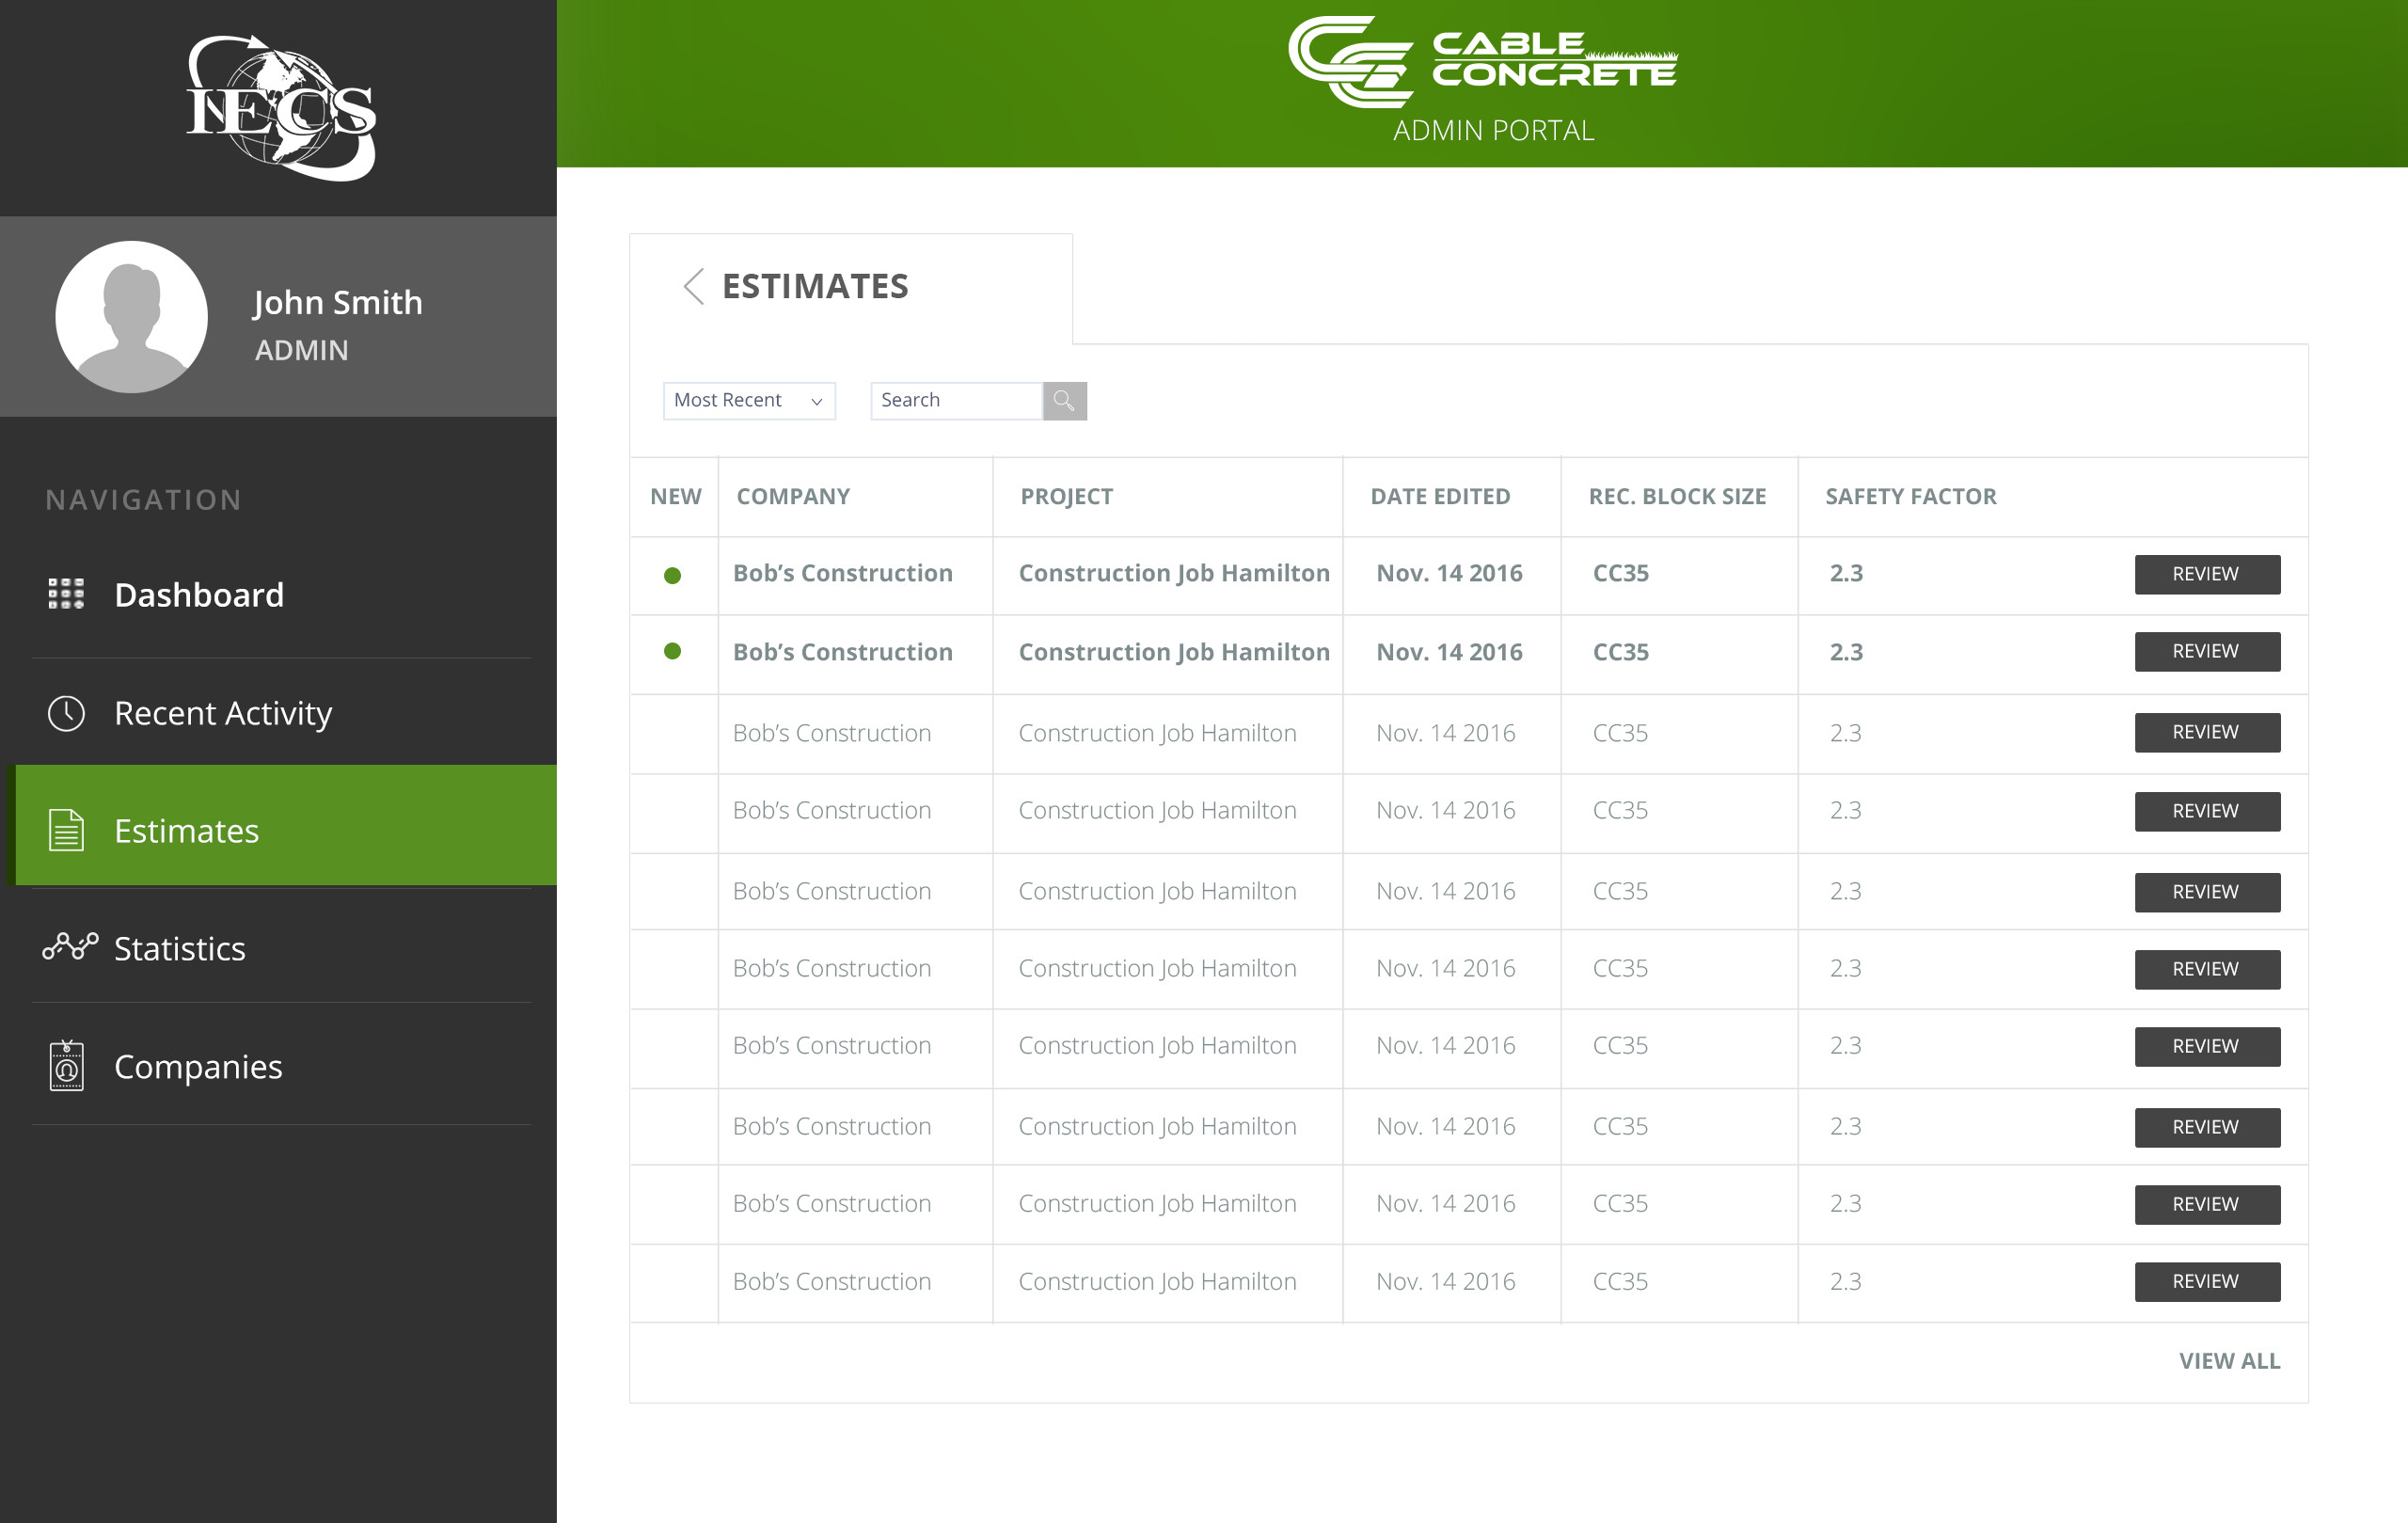 IECS
CABLE
CONCRETE
ADMIN PORTAL
John Smith
ADMIN
NAVIGATION
Dashboard
Recent Activity
Estimates
Statistics
Companies
ESTIMATES
Most Recent Search
NEW COMPANY PROJECT DATE EDITED REC. BLOCK SIZE SAFETY FACTOR
Bob’s Construction Construction Job Hamilton Nov. 14 2016 CC35 2.3 REVIEW
Bob’s Construction Construction Job Hamilton Nov. 14 2016 CC35 2.3 REVIEW
Bob’s Construction Construction Job Hamilton Nov. 14 2016 CC35 2.3 REVIEW
Bob’s Construction Construction Job Hamilton Nov. 14 2016 CC35 2.3 REVIEW
Bob’s Construction Construction Job Hamilton Nov. 14 2016 CC35 2.3 REVIEW
Bob’s Construction Construction Job Hamilton Nov. 14 2016 CC35 2.3 REVIEW
Bob’s Construction Construction Job Hamilton Nov. 14 2016 CC35 2.3 REVIEW
Bob’s Construction Construction Job Hamilton Nov. 14 2016 CC35 2.3 REVIEW
Bob’s Construction Construction Job Hamilton Nov. 14 2016 CC35 2.3 REVIEW
Bob’s Construction Construction Job Hamilton Nov. 14 2016 CC35 2.3 REVIEW
VIEW ALL